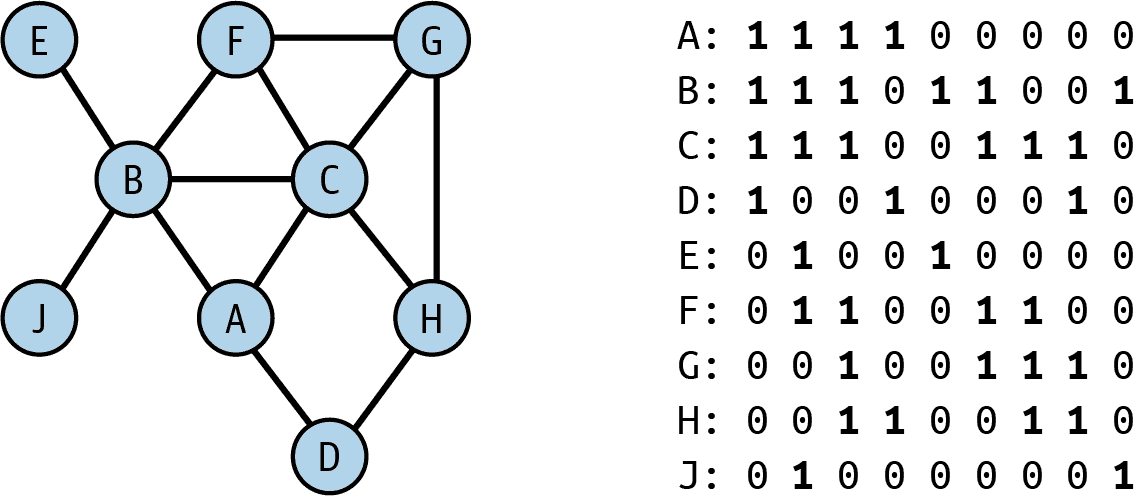 E F G
B C
J A H
D
A: 1 1 1 1 0 0 0 0 0
B: 1 1 1 0 1 1 0 0 1
C: 1 1 1 0 0 1 1 1 0
D: 1 0 0 1 0 0 0 1 0
E: 0 1 0 0 1 0 0 0 0
F: 0 1 1 0 0 1 1 0 0
G: 0 0 1 0 0 1 1 1 0
H: 0 0 1 1 0 0 1 1 0
J: 0 1 0 0 0 0 0 0 1